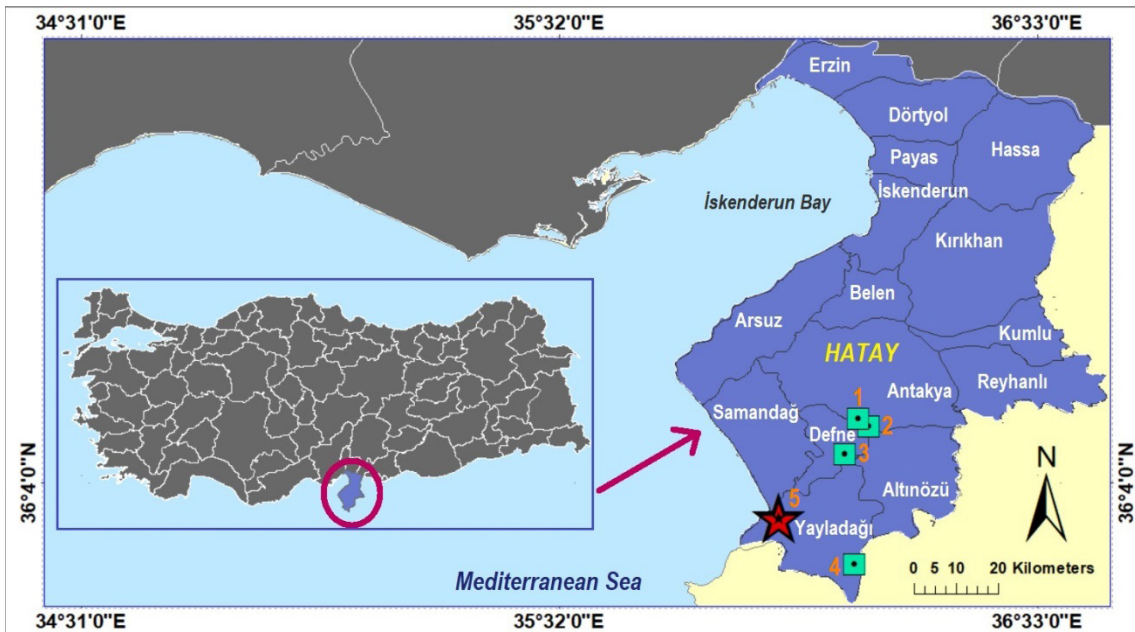 34°31'0"E 35°32'0"E 36°33'0"E
Erzin
Dörtyol
Payas
Hassa
İskenderun
İskenderun Bay
Kırıkhan
Belen
Arsuz
Kumlu
HATAY
Reyhanlı
Antakya
Samandağ
1
2
Defne
3
36°4'0"N
36°4'0"N
Altınözü
5
Yayladağı
N
4
Mediterranean Sea
0 5 10 20 Kilometers
34°31'0"E 35°32'0"E 36°33'0"E